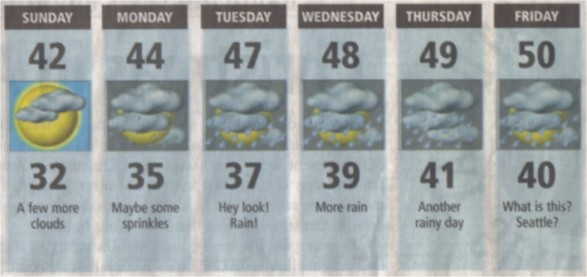 SUNDAY
42
32
A few more
clouds
MONDAY
44
35
Maybe some
sprinkles
TUESDAY
47
37
Hey look!
Rain!
WEDNESDAY
48
39
More rain
THURSDAY
49
41
Another
rainy day
FRIDAY
50
40
What is this?
Seattle?